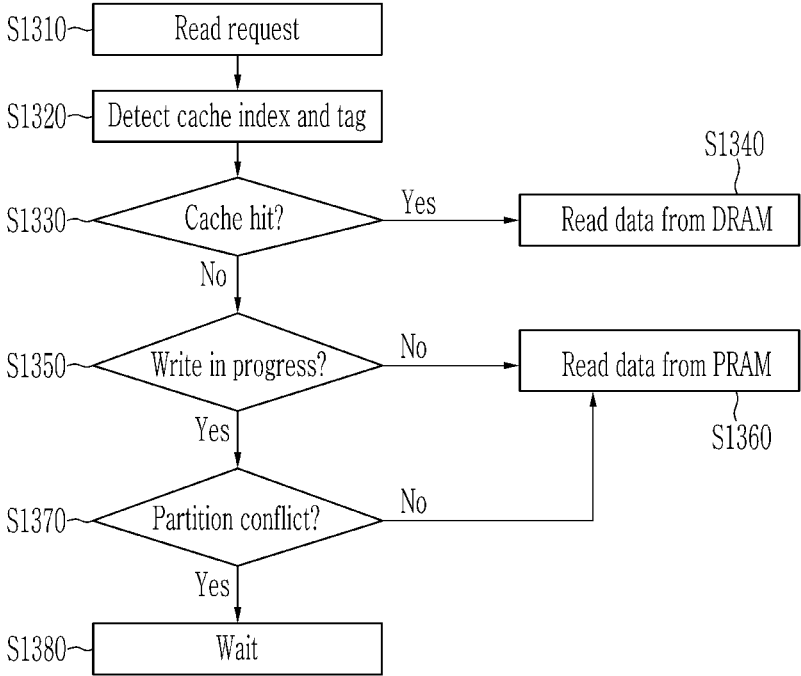 S1310
Read request
S1320
Detect cache index and tag
S1340
S1330
Cache hit?
Yes
Read data from DRAM
No
S1350
Write in progress?
No
Read data from PRAM
S1360
Yes
S1370
Partition conflict?
No
Yes
S1380
Wait